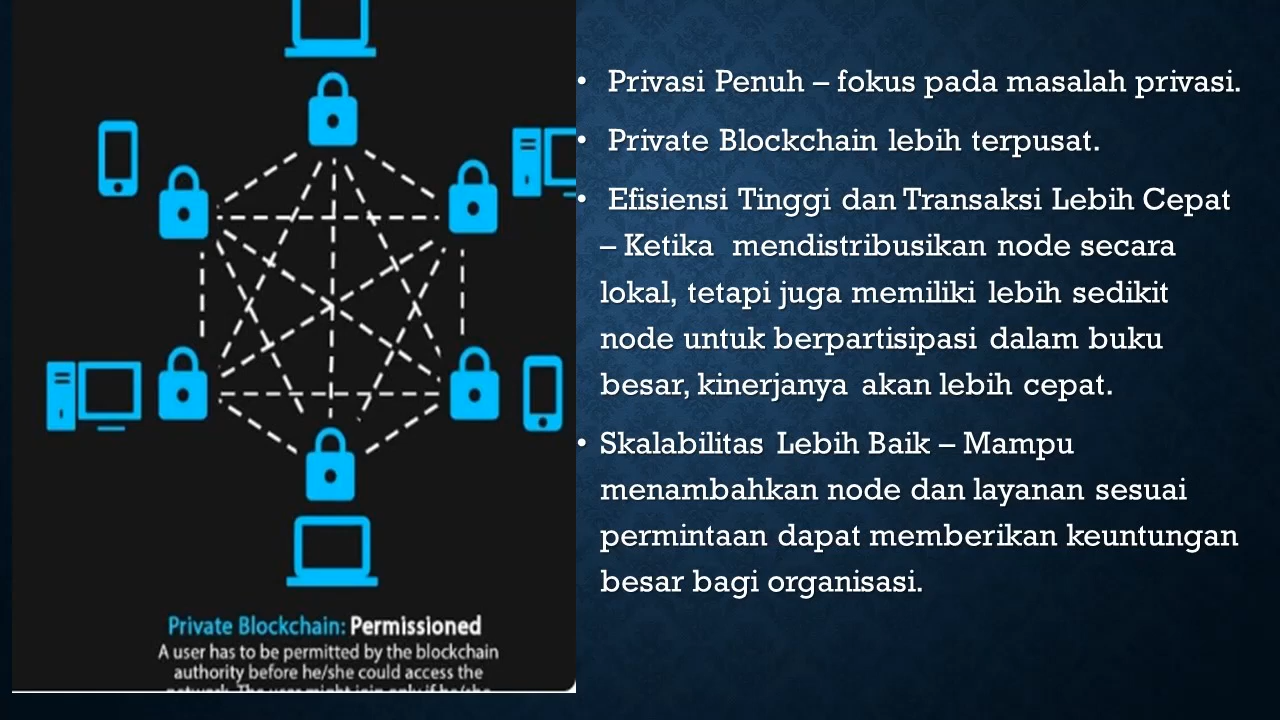 • Privasi Penuh – fokus pada masalah privasi.
• Private Blockchain lebih terpusat.
• Efisiensi Tinggi dan Transaksi Lebih Cepat
– Ketika mendistribusikan node secara
lokal, tetapi juga memiliki lebih sedikit
node untuk berpartisipasi dalam buku
besar, kinerjanya akan lebih cepat.
• Skalabilitas Lebih Baik – Mampu
menambahkan node dan layanan sesuai
permintaan dapat memberikan keuntungan
besar bagi organisasi.
Private Blockchain: Permissioned
A user has to be permitted by the blockchain
authority before he/she could access the